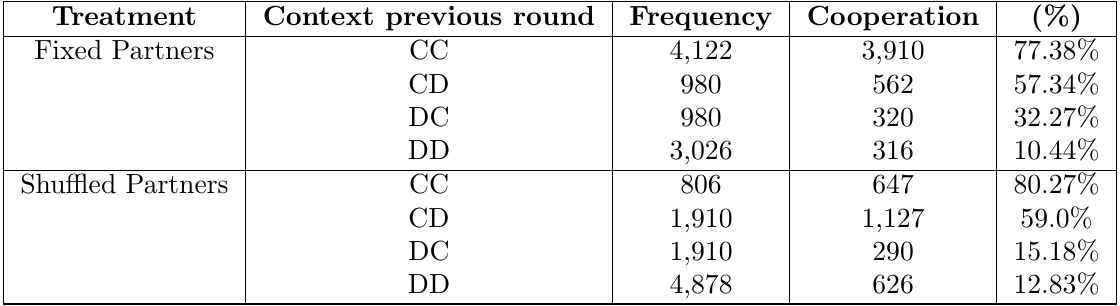 Treatment Context previous round Frequency Cooperation (%)
Fixed Partners CC 4,122 3,910 77.38%
CD 980 562 57.34%
DC 980 320 32.27%
DD 3,026 316 10.44%
Shuffled Partners CC 806 647 80.27%
CD 1,910 1,127 59.0%
DC 1,910 290 15.18%
DD 4,878 626 12.83%